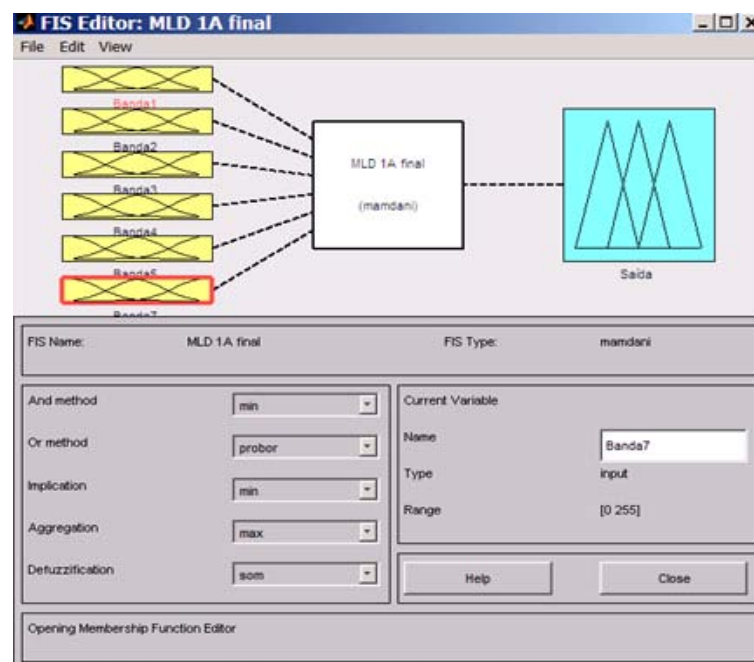 FIS Editor: MLD 1A final
File Edit View
Banda1
Banda2
Banda3
Banda4
Banda5
Banda7
MLD 1A final
(mamdani)
Saída
FIS Name: MLD 1A final FIS Type: mamdani
And method min
Or method probor
Implication min
Aggregation max
Defuzzification som
Current Variable
Name Banda7
Type input
Range [0 255]
Help Close
Opening Membership Function Editor